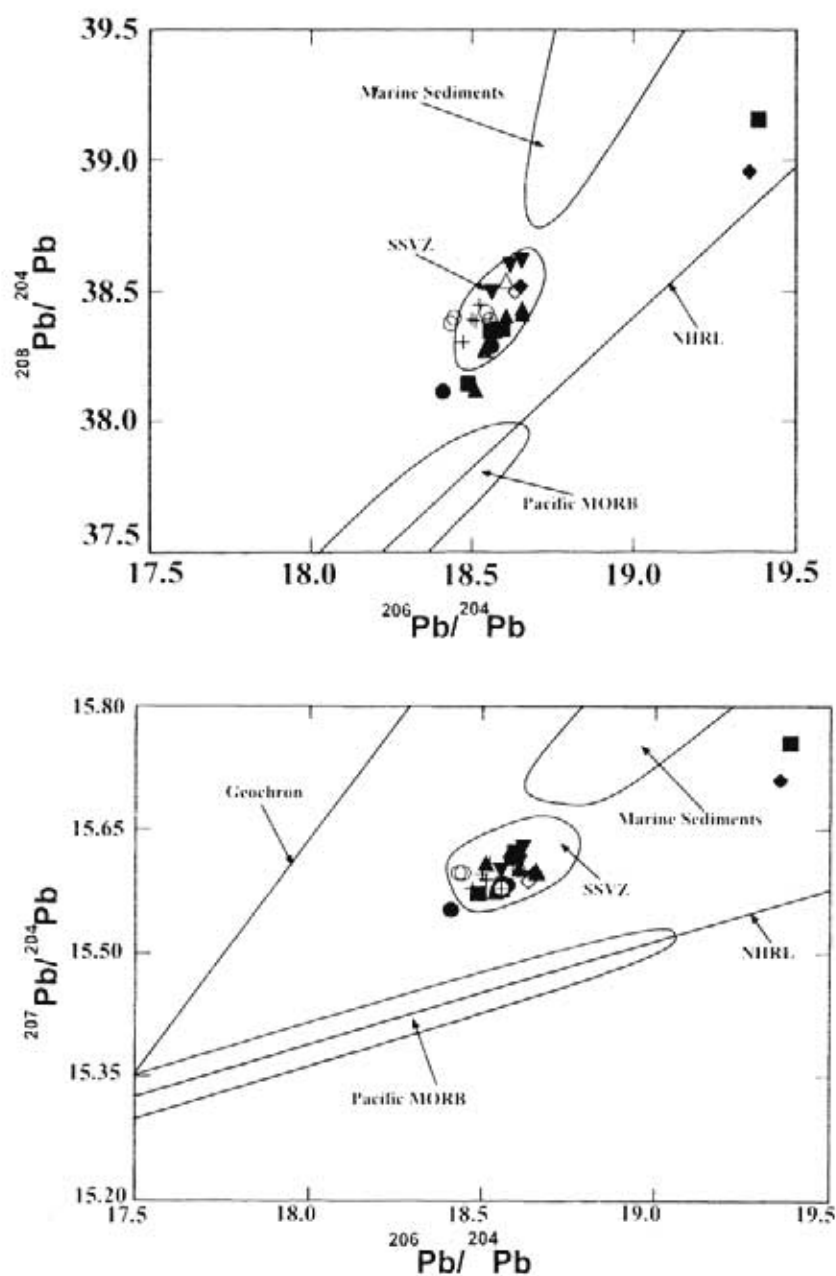 39.5
Marine Sediments
39.0
SSVZ
38.5
NHRL
38.0
Pacific MORB
37.5
17.5 18.0 18.5 19.0 19.5
208Pb/204Pb
206Pb/204Pb
15.80
Geochron
Marine Sediments
15.65
SSVZ
15.50
NHRL
15.35
Pacific MORB
15.20
17.5 18.0 18.5 19.0 19.5
207Pb/204Pb
206Pb/204Pb